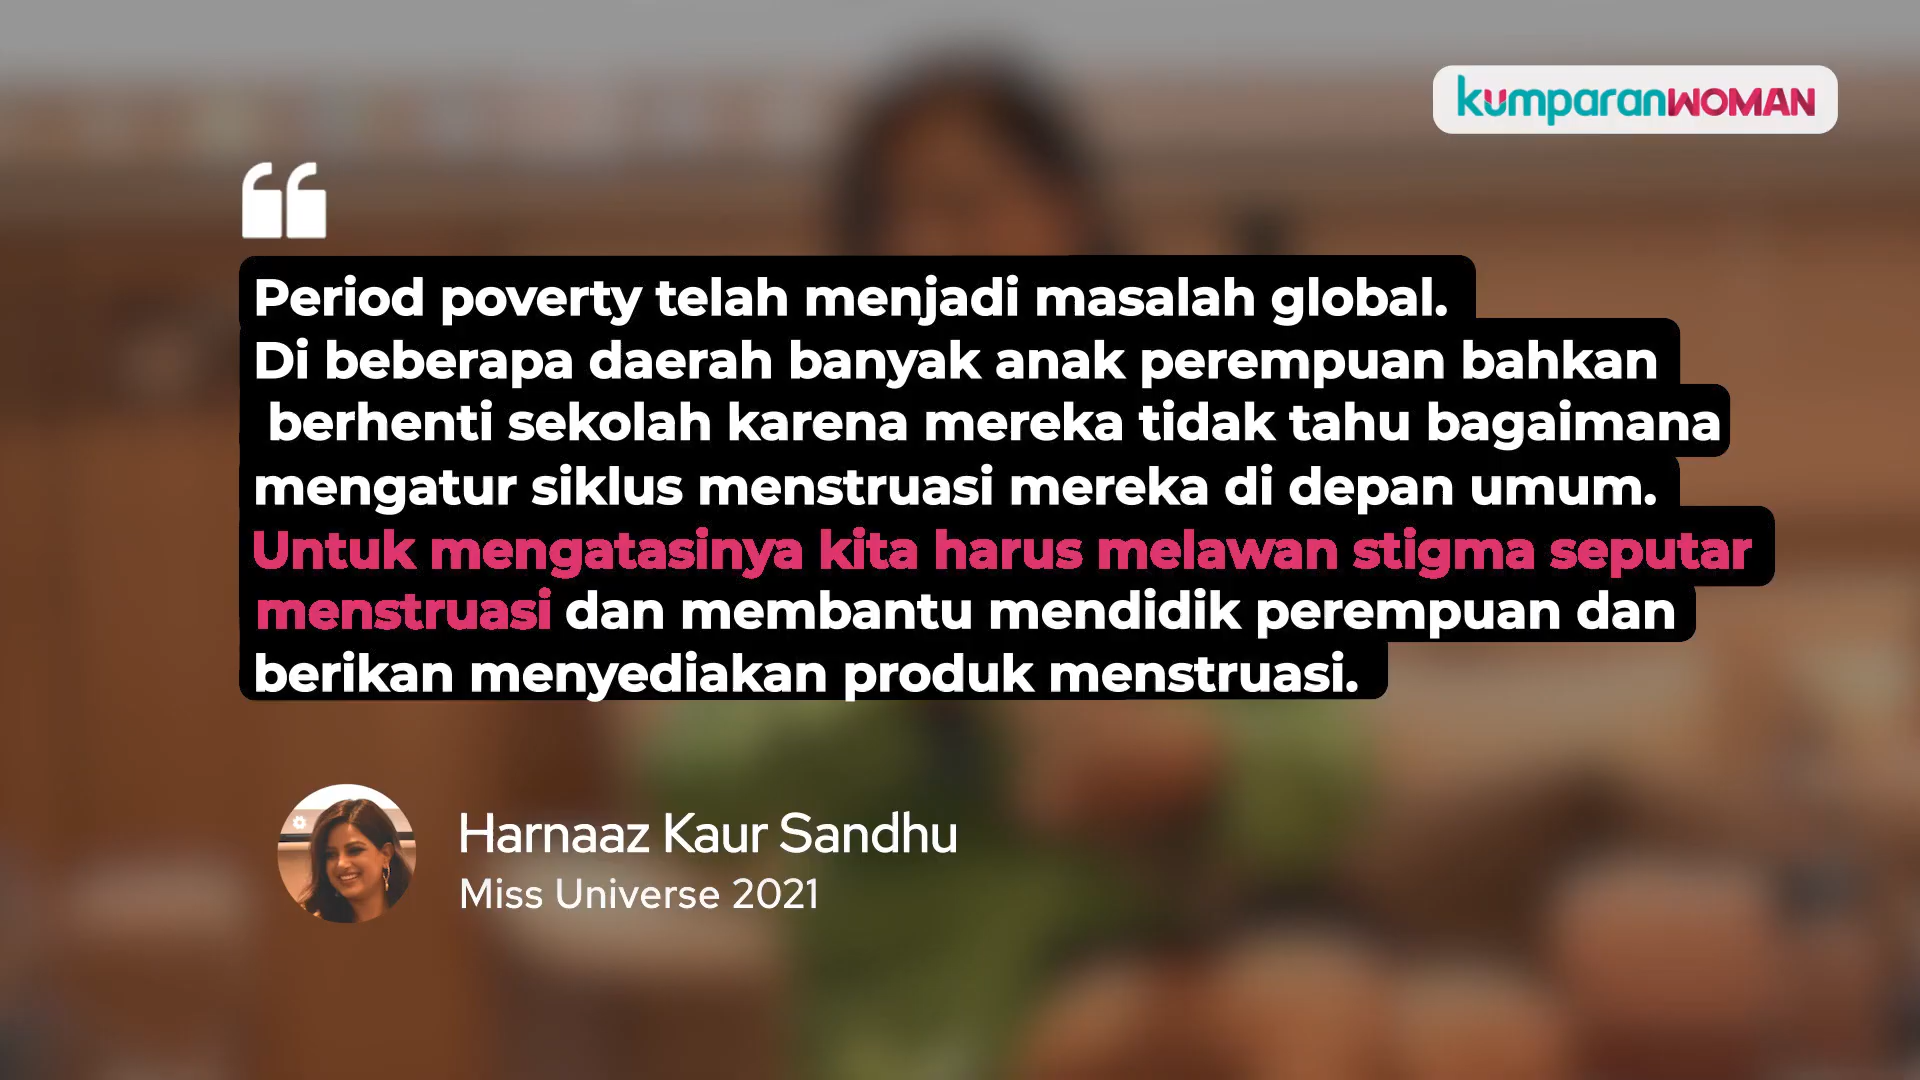 kumparanWOMAN
“
Period poverty telah menjadi masalah global.
Di beberapa daerah banyak anak perempuan bahkan
berhenti sekolah karena mereka tidak tahu bagaimana
mengatur siklus menstruasi mereka di depan umum.
Untuk mengatasinya kita harus melawan stigma seputar
menstruasi dan membantu mendidik perempuan dan
berikan menyediakan produk menstruasi.
Harnaaz Kaur Sandhu
Miss Universe 2021